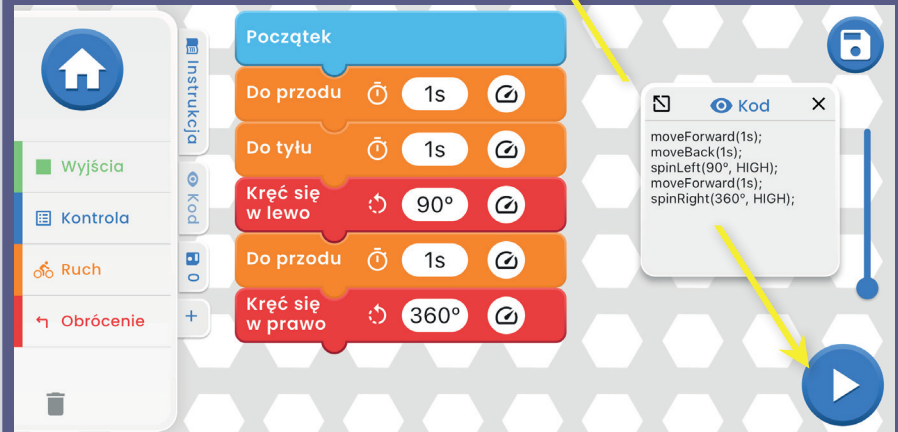 Wyjścia
Kontrola
Ruch
Obrócenie
Instrukcja
Kod
0
+
Początek
Do przodu 1s
Do tyłu 1s
Kręć się
w lewo 90°
Do przodu 1s
Kręć się
w prawo 360°
Kod
moveForward(1s);
moveBack(1s);
spinLeft(90°, HIGH);
moveForward(1s);
spinRight(360°, HIGH);